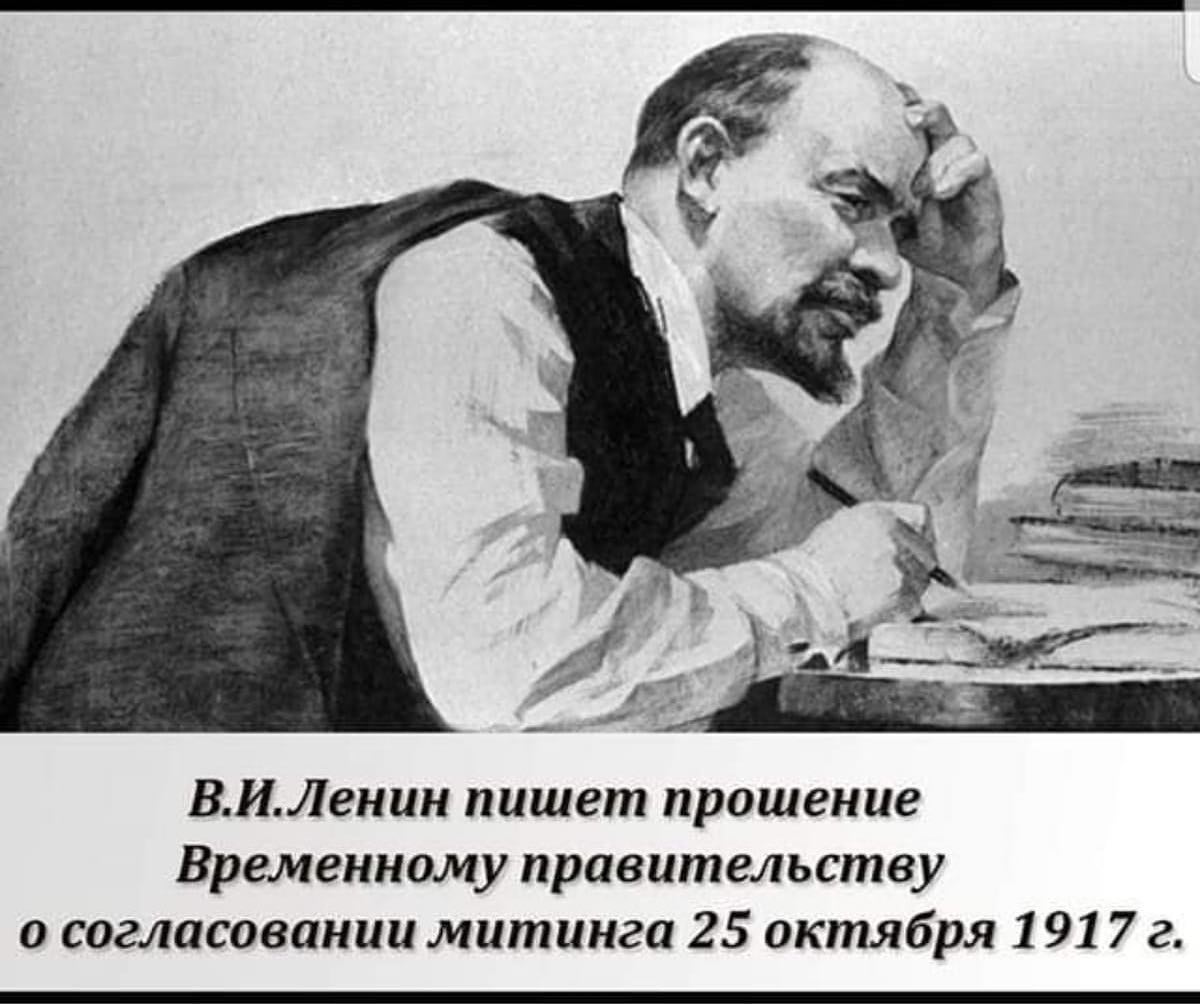 В.И.Ленин пишет прошение
Временному правительству
о согласовании митинга 25 октября 1917 г.